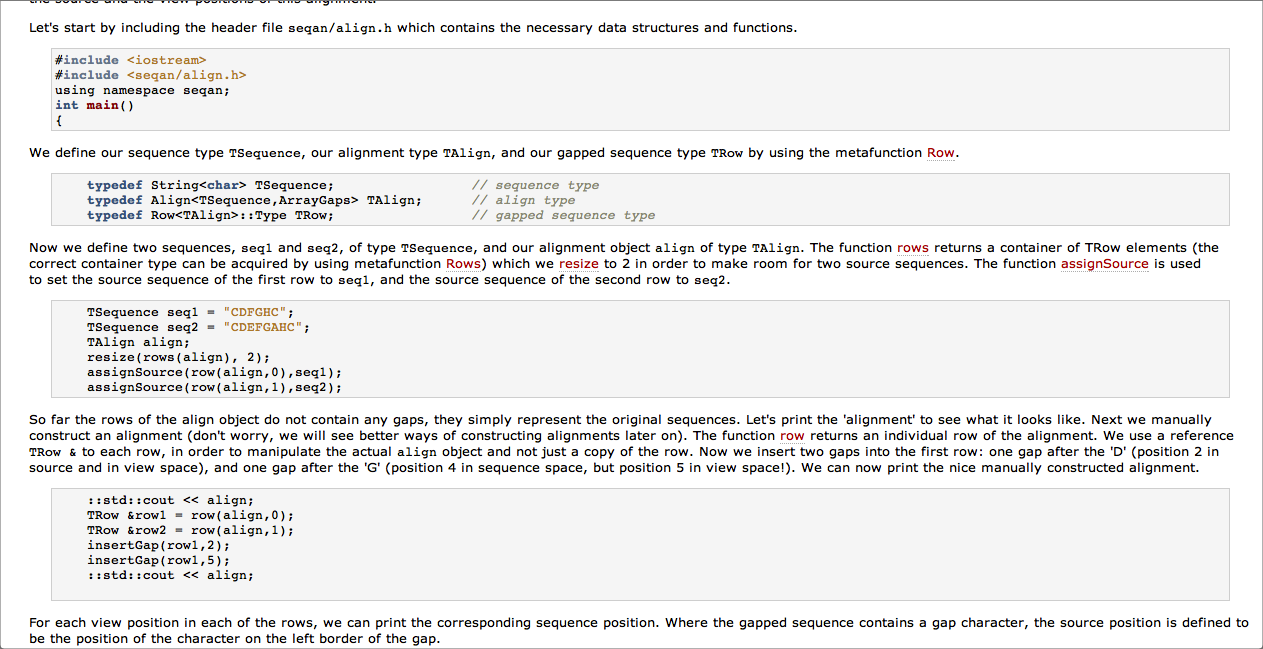 the source and the view positions of this alignment.
Let's start by including the header file seqan/align.h which contains the necessary data structures and functions.
#include <iostream>
#include <seqan/align.h>
using namespace seqan;
int main()
{
We define our sequence type TSequence, our alignment type TAlign, and our gapped sequence type TRow by using the metafunction Row.
typedef String<char> TSequence; // sequence type
typedef Align<TSequence,ArrayGaps> TAlign; // align type
typedef Row<TAlign>::Type TRow; // gapped sequence type
Now we define two sequences, seq1 and seq2, of type TSequence, and our alignment object align of type TAlign. The function rows returns a container of TRow elements (the
correct container type can be acquired by using metafunction Rows) which we resize to 2 in order to make room for two source sequences. The function assignSource is used
to set the source sequence of the first row to seq1, and the source sequence of the second row to seq2.
TSequence seq1 = "CDFGHC";
TSequence seq2 = "CDEFGAHC";
TAlign align;
resize(rows(align), 2);
assignSource(row(align,0),seq1);
assignSource(row(align,1),seq2);
So far the rows of the align object do not contain any gaps, they simply represent the original sequences. Let's print the 'alignment' to see what it looks like. Next we manually
construct an alignment (don't worry, we will see better ways of constructing alignments later on). The function row returns an individual row of the alignment. We use a reference
TRow & to each row, in order to manipulate the actual align object and not just a copy of the row. Now we insert two gaps into the first row: one gap after the 'D' (position 2 in
source and in view space), and one gap after the 'G' (position 4 in sequence space, but position 5 in view space!). We can now print the nice manually constructed alignment.
::std::cout << align;
TRow &row1 = row(align,0);
TRow &row2 = row(align,1);
insertGap(row1,2);
insertGap(row1,5);
::std::cout << align;
For each view position in each of the rows, we can print the corresponding sequence position. Where the gapped sequence contains a gap character, the source position is defined to
be the position of the character on the left border of the gap.